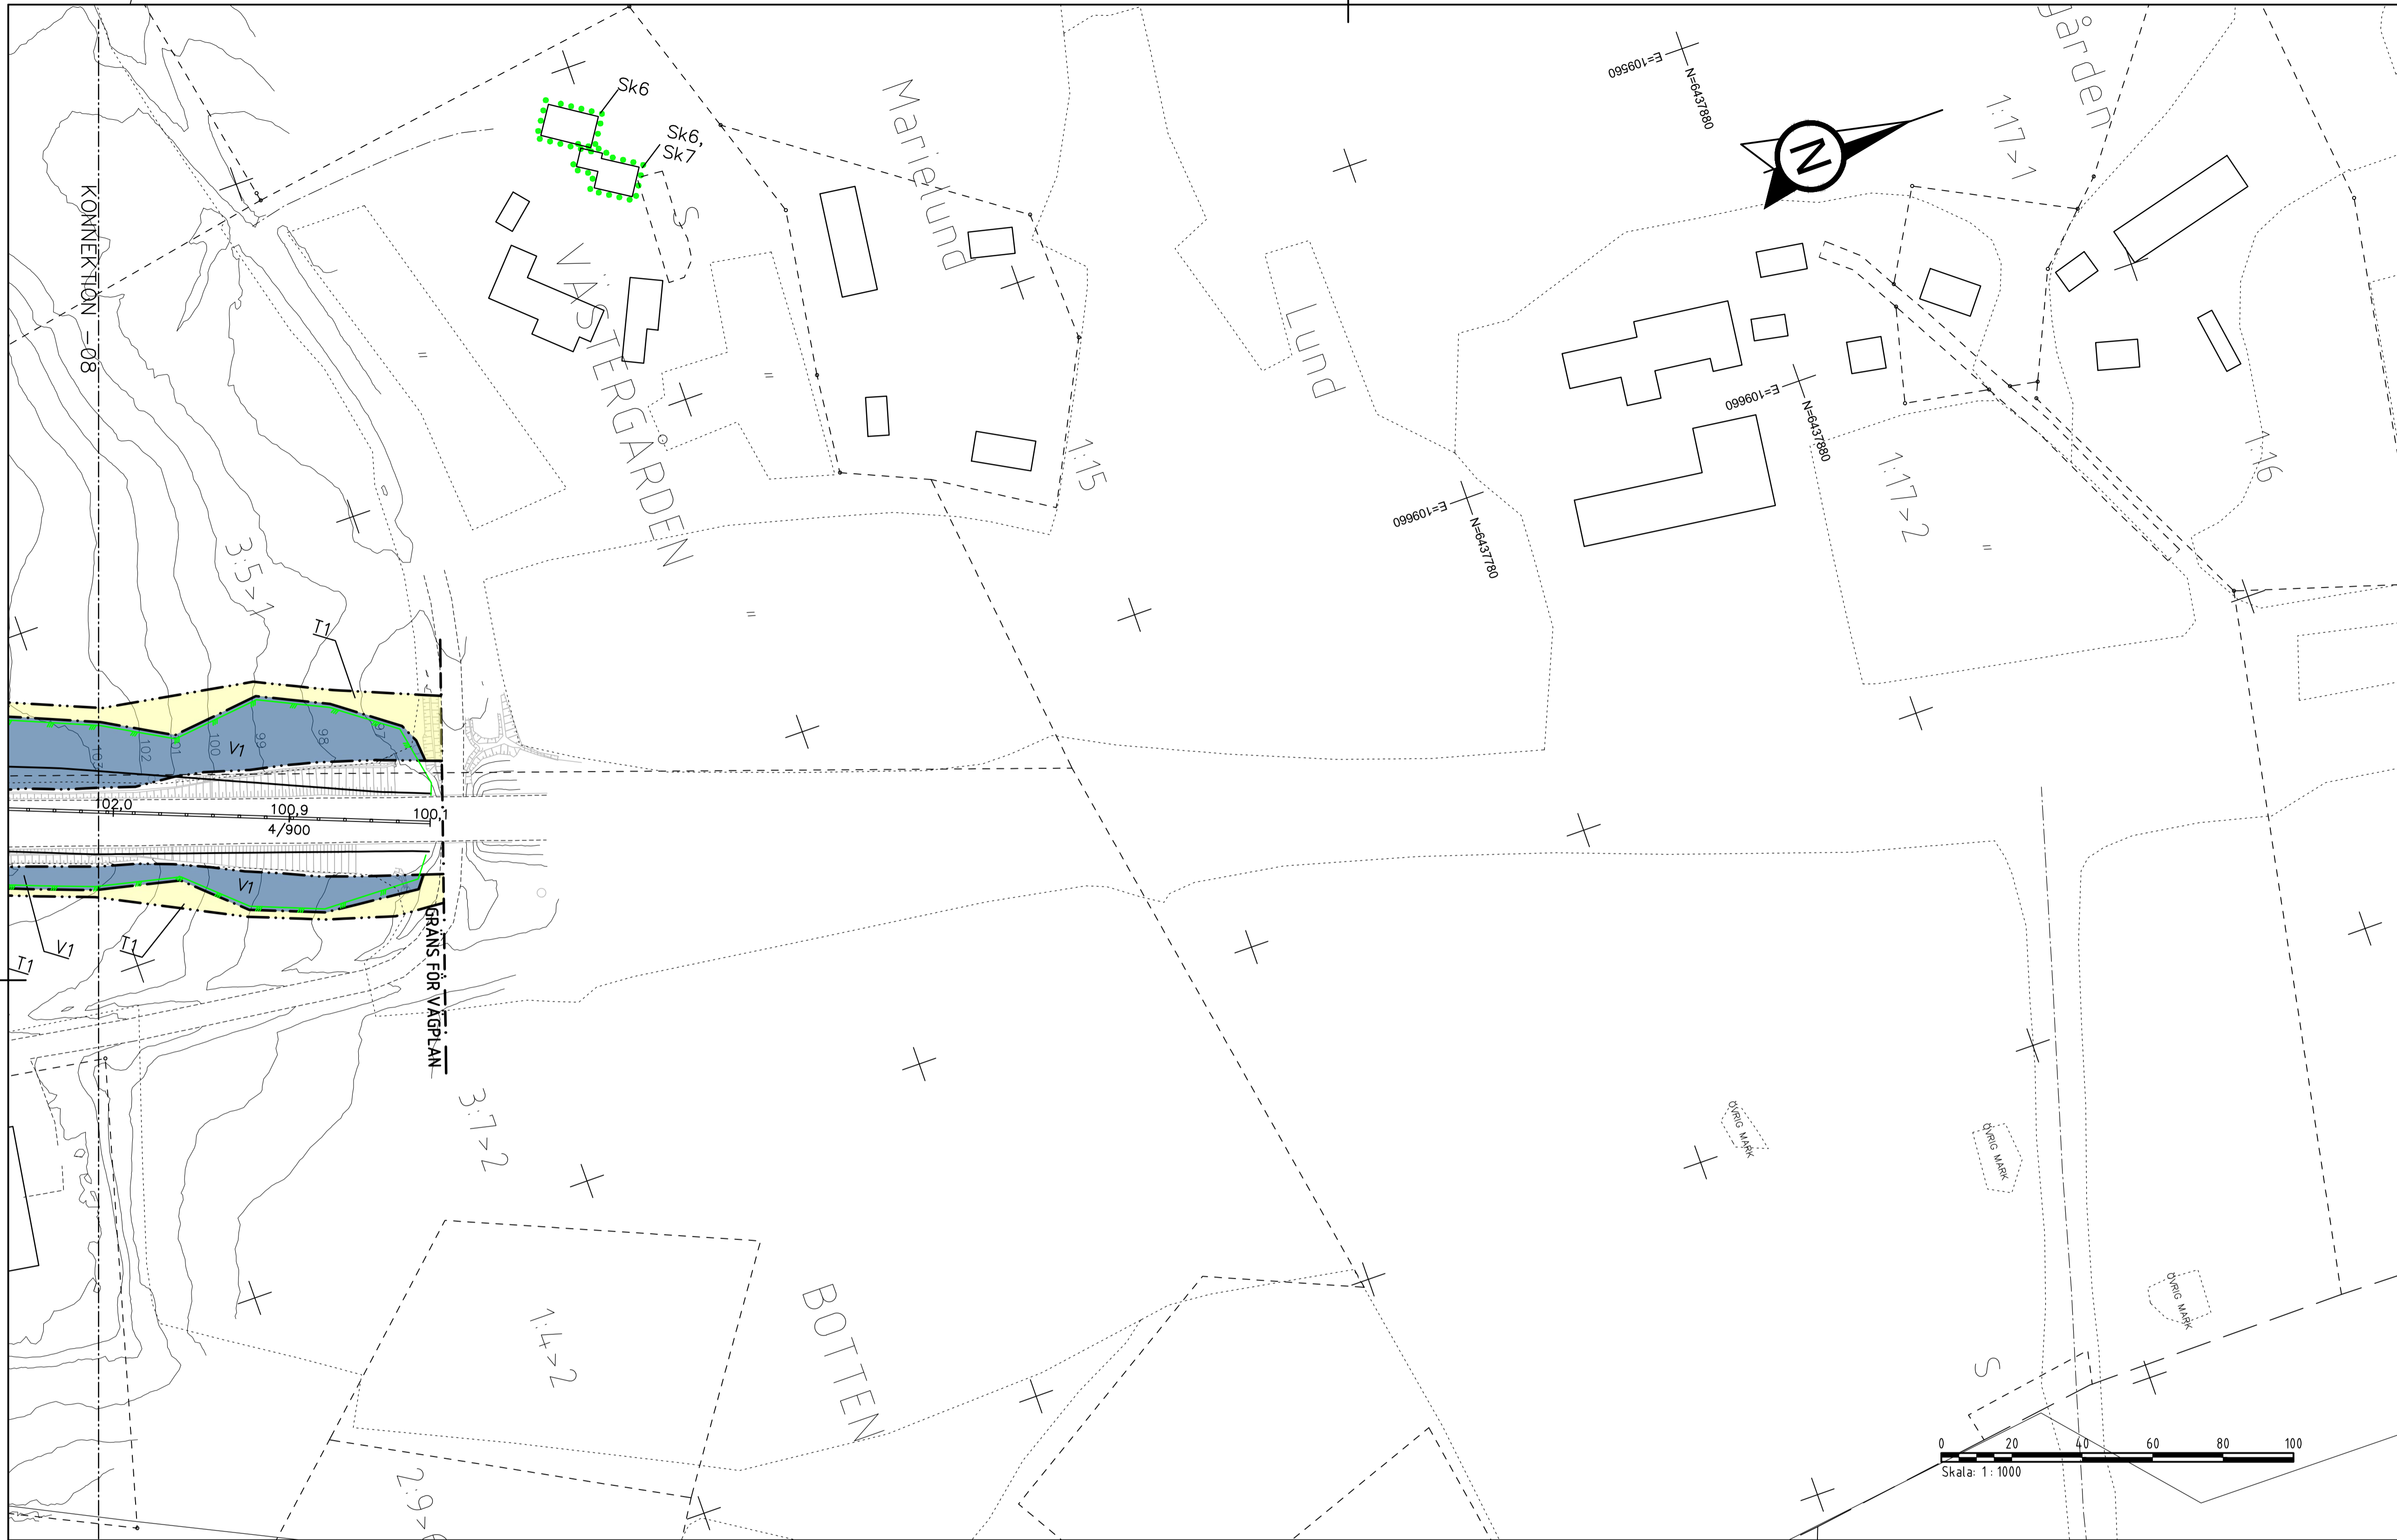 Sk6
Sk6,
Sk7
Marielund
E=109560
N=6437880
1:17>1
KONNEKTION -08
S
VÄSTERGÅRDEN
Lund
N
E=109660
N=6437880
1:15
1:16
1:17>2
E=109660
N=6437780
3:5>1
T1
97
98
99
100
101
102
103
V1
102,0
100,9
100,1
4/900
V1
V1
T1
T1
GRÄNS FÖR VÄGPLAN
3:7>2
ÖVRIG MARK
ÖVRIG MARK
ÖVRIG MARK
1:4>2
BOTTEN
S
0 20 40 60 80 100
Skala: 1:1000